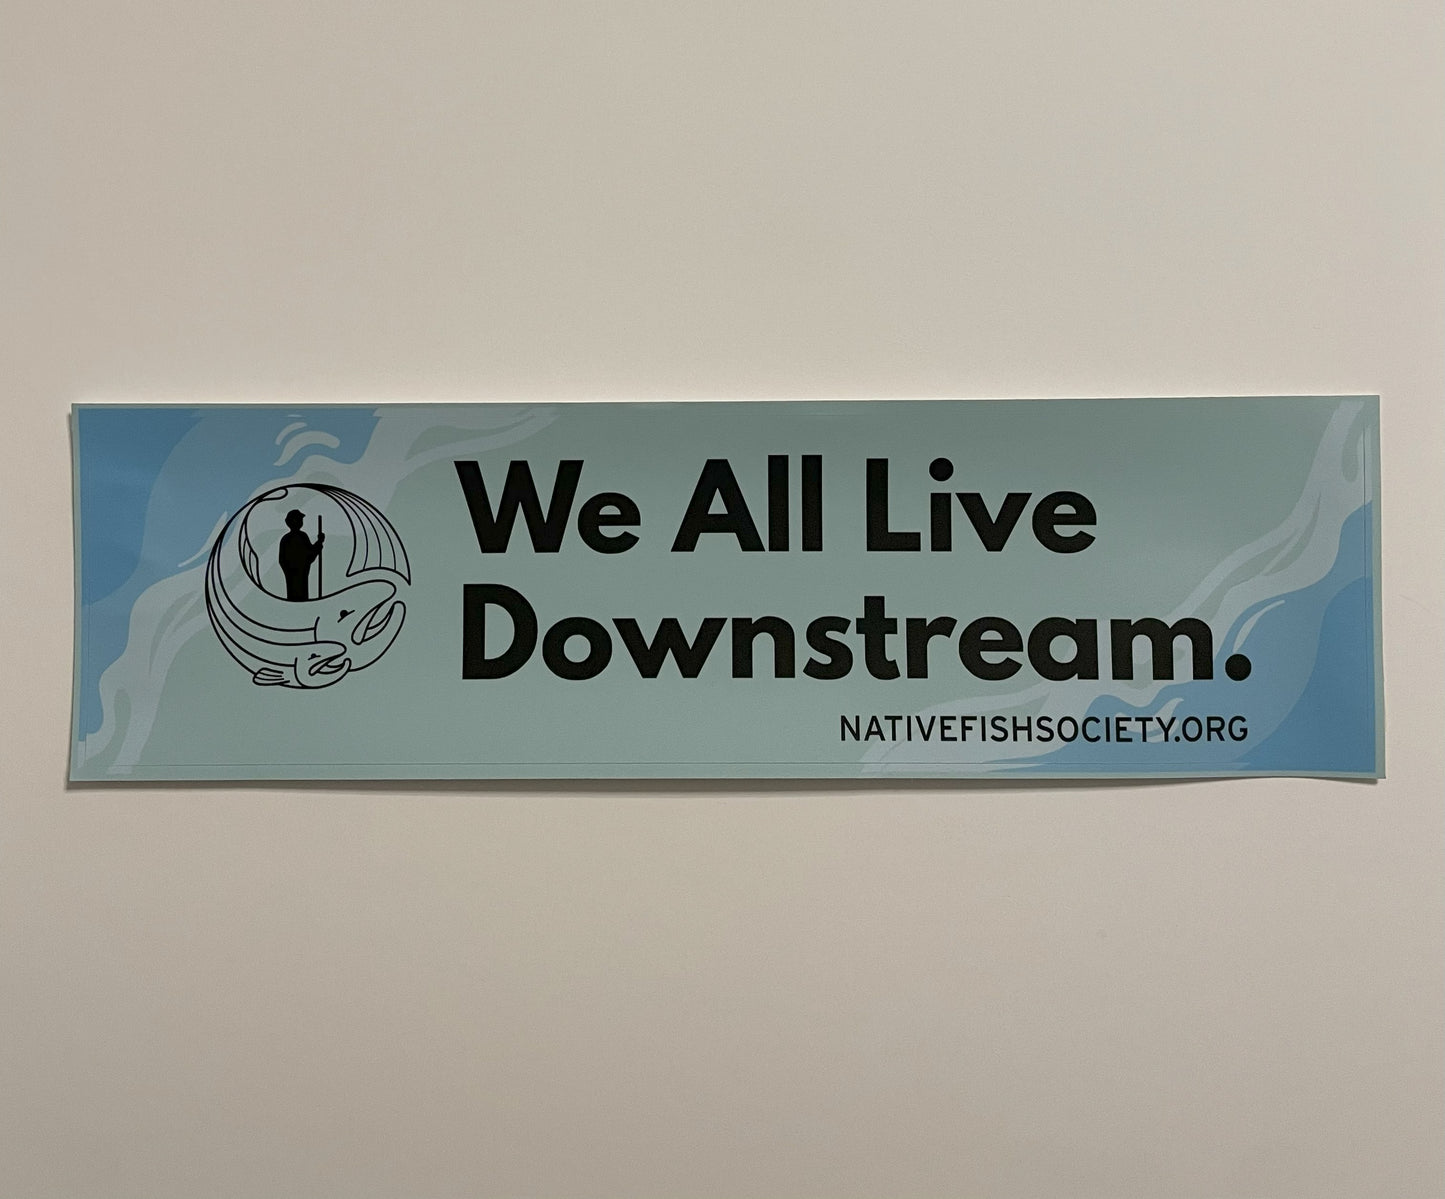 We All Live
Downstream.
NATIVEFISHSOCIETY.ORG